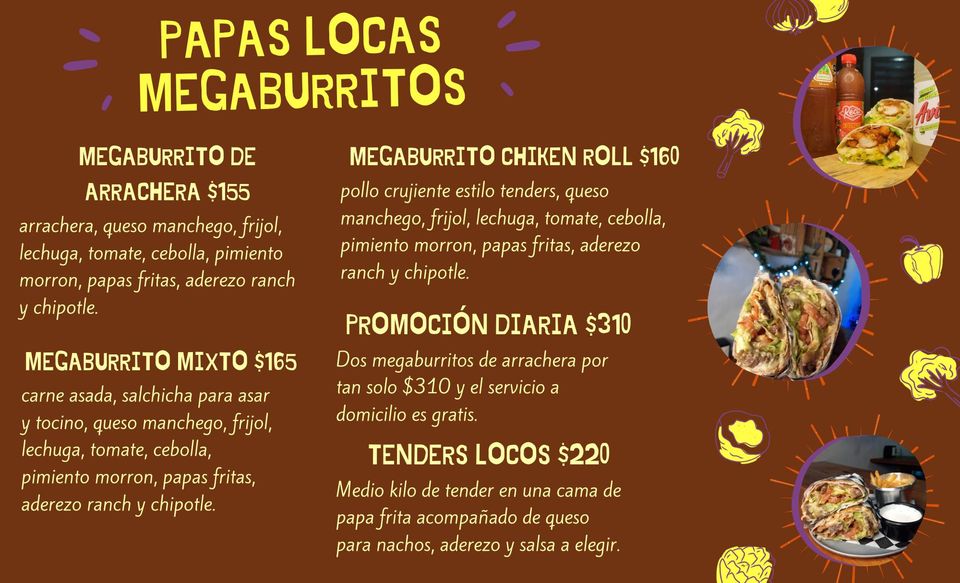 PAPAS LOCAS
MEGABURRITOS
MEGABURRITO DE
ARRACHERA $155
arrachera, queso manchego, frijol,
lechuga, tomate, cebolla, pimiento
morron, papas fritas, aderezo ranch
y chipotle.
MEGABURRITO MIXTO $165
carne asada, salchicha para asar
y tocino, queso manchego, frijol,
lechuga, tomate, cebolla,
pimiento morron, papas fritas,
aderezo ranch y chipotle.
MEGABURRITO CHIKEN ROLL $160
pollo crujiente estilo tenders, queso
manchego, frijol, lechuga, tomate, cebolla,
pimiento morron, papas fritas, aderezo
ranch y chipotle.
PROMOCIÓN DIARIA $310
Dos megaburritos de arrachera por
tan solo $310 y el servicio a
domicilio es gratis.
TENDERS LOCOS $220
Medio kilo de tender en una cama de
papa frita acompañado de queso
para nachos, aderezo y salsa a elegir.